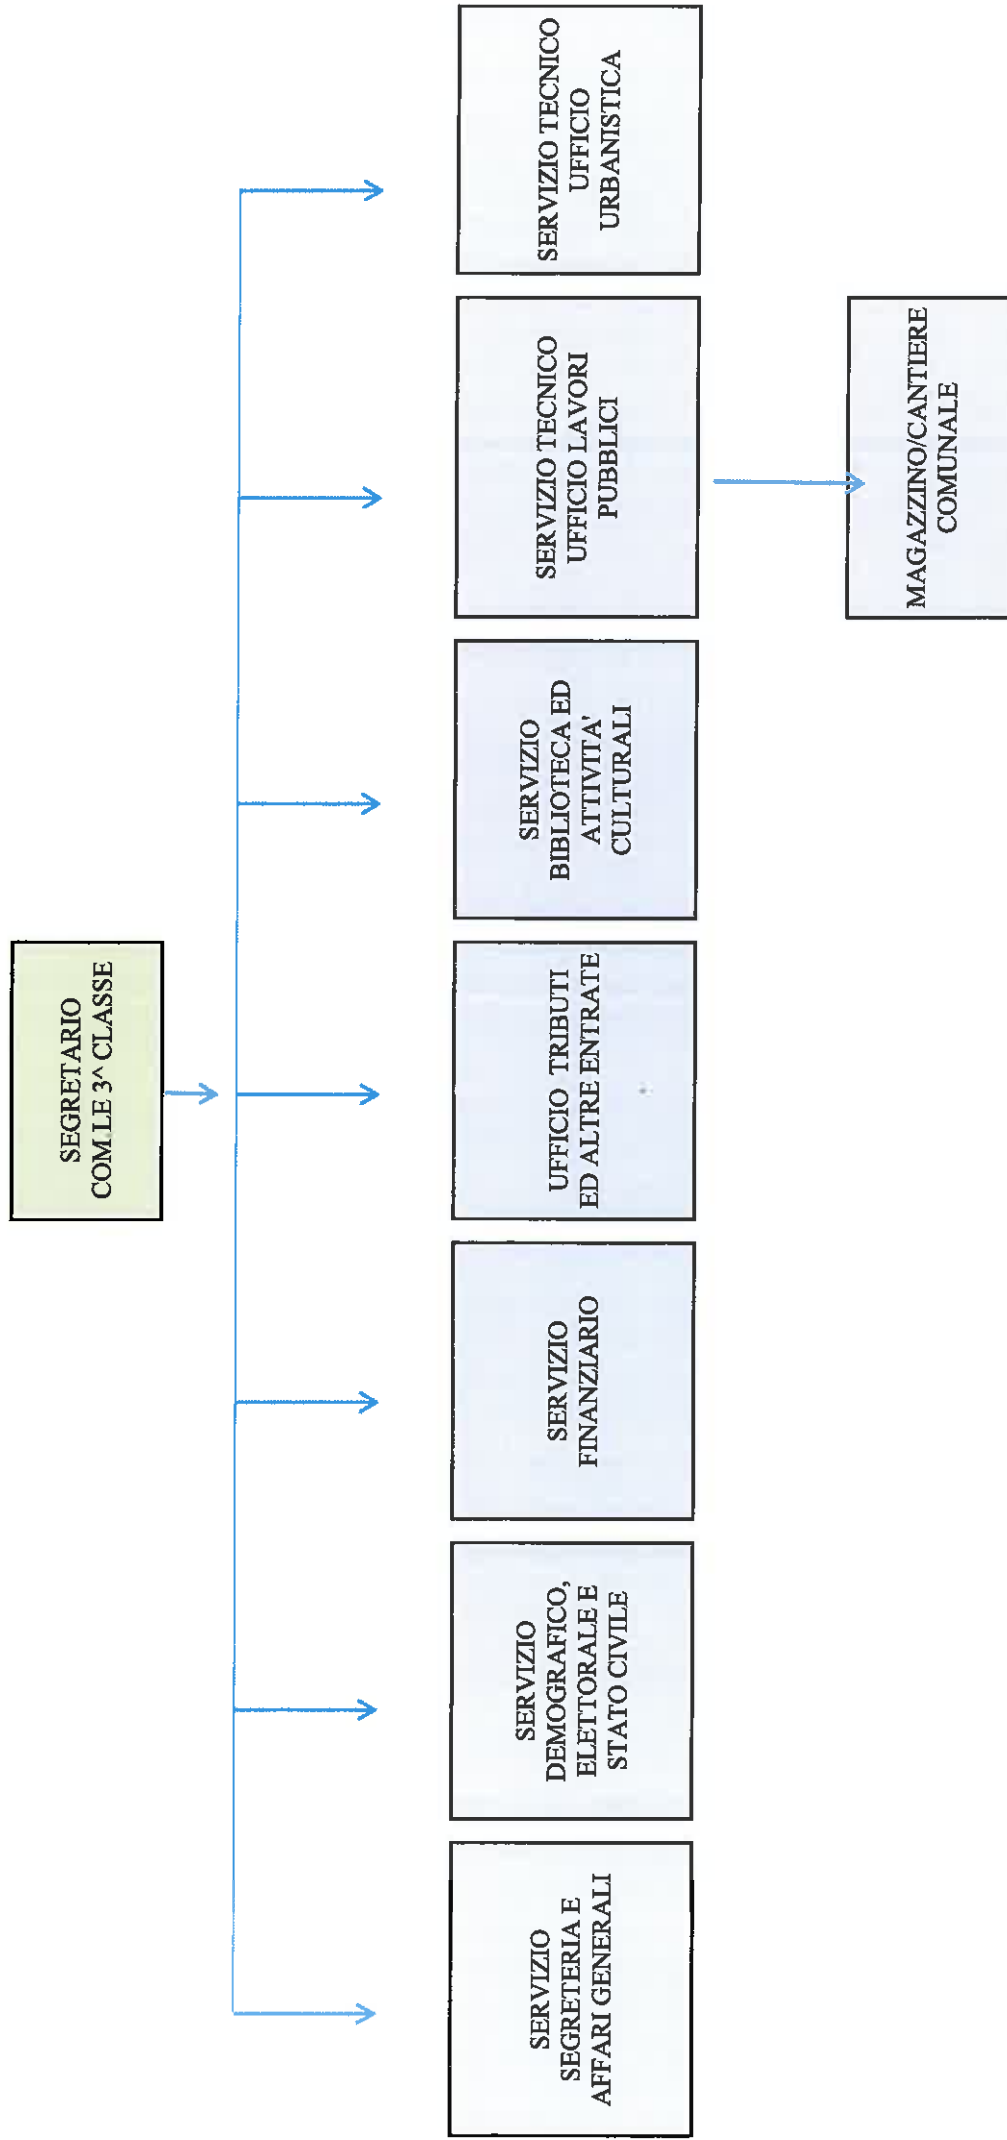 SEGRETARIO
COM.LE 3^ CLASSE
SERVIZIO
SEGRETERIA E
AFFARI GENERALI
SERVIZIO
DEMOGRAFICO,
ELETTORALE E
STATO CIVILE
SERVIZIO
FINANZIARIO
UFFICIO TRIBUTI
ED ALTRE ENTRATE
SERVIZIO
BIBLIOTECA ED
ATTIVITA'
CULTURALI
SERVIZIO TECNICO
UFFICIO LAVORI
PUBBLICI
SERVIZIO TECNICO
UFFICIO
URBANISTICA
MAGAZZINO/CANTIERE
COMUNALE